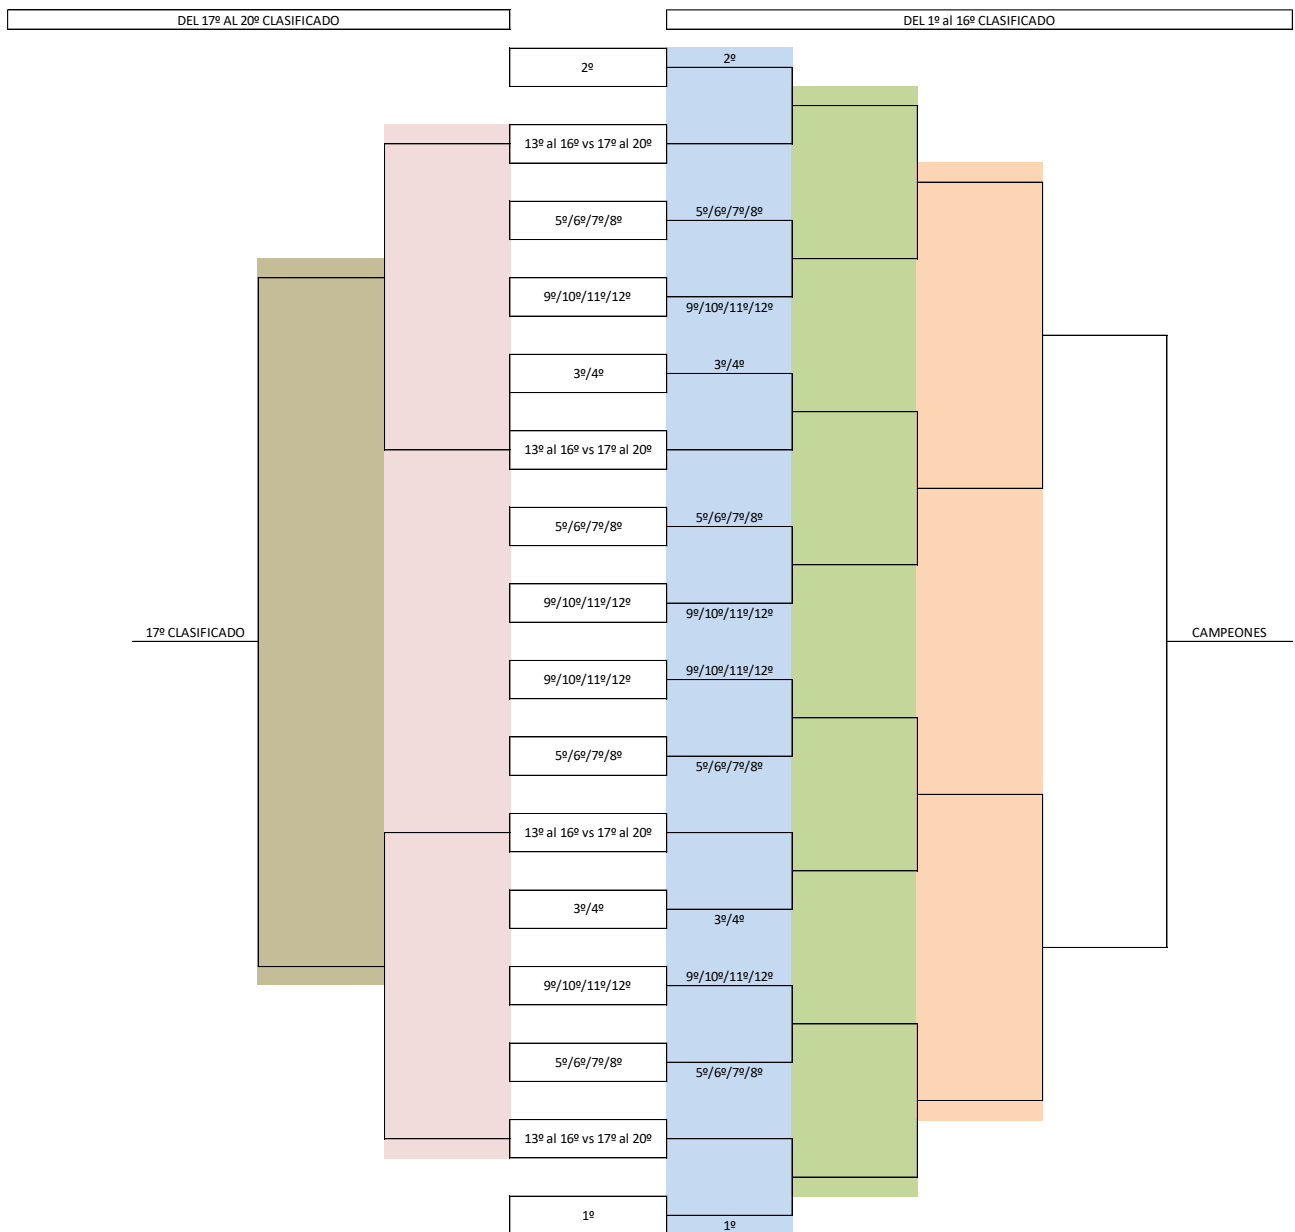 DEL 17º AL 20º CLASIFICADO
DEL 1º al 16º CLASIFICADO
2º
2º
13º al 16º vs 17º al 20º
5º/6º/7º/8º
5º/6º/7º/8º
9º/10º/11º/12º
9º/10º/11º/12º
3º/4º
3º/4º
13º al 16º vs 17º al 20º
5º/6º/7º/8º
5º/6º/7º/8º
9º/10º/11º/12º
9º/10º/11º/12º
17º CLASIFICADO
CAMPEONES
9º/10º/11º/12º
9º/10º/11º/12º
5º/6º/7º/8º
5º/6º/7º/8º
13º al 16º vs 17º al 20º
3º/4º
3º/4º
9º/10º/11º/12º
9º/10º/11º/12º
5º/6º/7º/8º
5º/6º/7º/8º
13º al 16º vs 17º al 20º
1º
1º